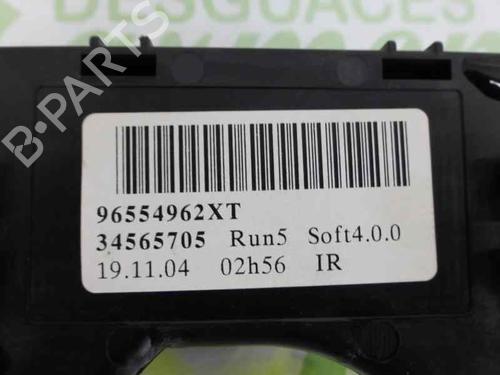 DESGUACES
B-PARTS
96554962XT
34565705 Run5 Soft4.0.0
19.11.04 02h56 IR